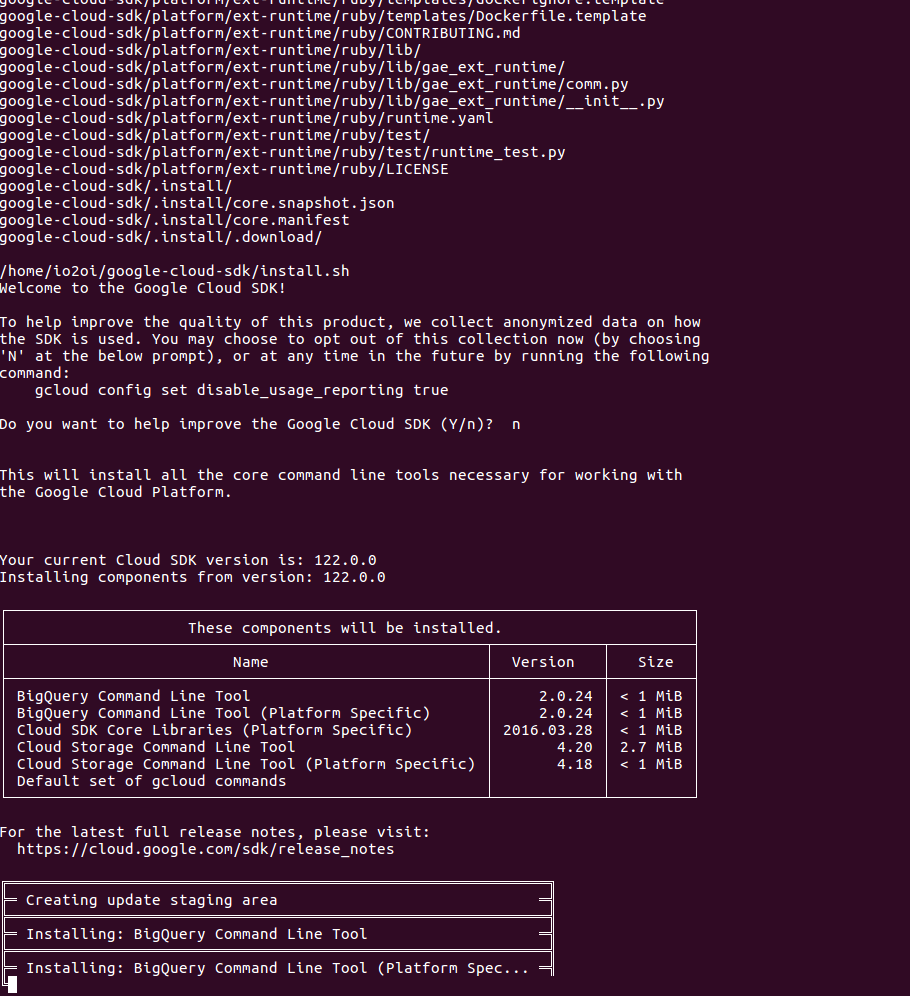 google-cloud-sdk/platform/ext-runtime/ruby/templates/dockerignore.template
google-cloud-sdk/platform/ext-runtime/ruby/templates/Dockerfile.template
google-cloud-sdk/platform/ext-runtime/ruby/CONTRIBUTING.md
google-cloud-sdk/platform/ext-runtime/ruby/lib/
google-cloud-sdk/platform/ext-runtime/ruby/lib/gae_ext_runtime/
google-cloud-sdk/platform/ext-runtime/ruby/lib/gae_ext_runtime/comm.py
google-cloud-sdk/platform/ext-runtime/ruby/lib/gae_ext_runtime/__init__.py
google-cloud-sdk/platform/ext-runtime/ruby/runtime.yaml
google-cloud-sdk/platform/ext-runtime/ruby/test/
google-cloud-sdk/platform/ext-runtime/ruby/test/runtime_test.py
google-cloud-sdk/platform/ext-runtime/ruby/LICENSE
google-cloud-sdk/.install/
google-cloud-sdk/.install/core.snapshot.json
google-cloud-sdk/.install/core.manifest
google-cloud-sdk/.install/.download/
/home/io2oi/google-cloud-sdk/install.sh
Welcome to the Google Cloud SDK!
To help improve the quality of this product, we collect anonymized data on how
the SDK is used. You may choose to opt out of this collection now (by choosing
'N' at the below prompt), or at any time in the future by running the following
command:
gcloud config set disable_usage_reporting true
Do you want to help improve the Google Cloud SDK (Y/n)? n
This will install all the core command line tools necessary for working with
the Google Cloud Platform.
Your current Cloud SDK version is: 122.0.0
Installing components from version: 122.0.0
These components will be installed.
Name Version Size
BigQuery Command Line Tool 2.0.24 < 1 MiB
BigQuery Command Line Tool (Platform Specific) 2.0.24 < 1 MiB
Cloud SDK Core Libraries (Platform Specific) 2016.03.28 < 1 MiB
Cloud Storage Command Line Tool 4.20 2.7 MiB
Cloud Storage Command Line Tool (Platform Specific) 4.18 < 1 MiB
Default set of gcloud commands
For the latest full release notes, please visit:
https://cloud.google.com/sdk/release_notes
Creating update staging area
Installing: BigQuery Command Line Tool
Installing: BigQuery Command Line Tool (Platform Spec...